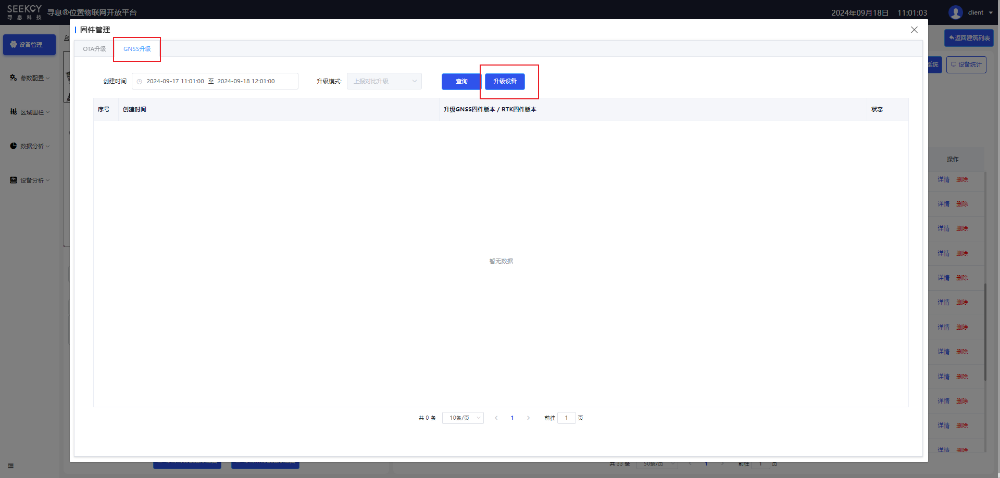 SEEKCY
寻息科技
寻息®位置物联网开放平台
2024年09月18日 11:01:03
client
设备管理
参数配置
区域围栏
数据分析
设备分析
返回建筑列表
系统
设备统计
固件管理
OTA升级
GNSS升级
创建时间 2024-09-17 11:01:00 至 2024-09-18 12:01:00
升级模式: 上报对比升级
查询
升级设备
序号 创建时间 升级GNSS固件版本 / RTK固件版本 状态
暂无数据
共 0 条 10条/页 1 前往 1 页
操作
详情 删除
详情 删除
详情 删除
详情 删除
详情 删除
详情 删除
详情 删除
详情 删除
详情 删除
详情 删除
详情 删除
详情 删除
共 33 条 50条/页 1 前往 1 页